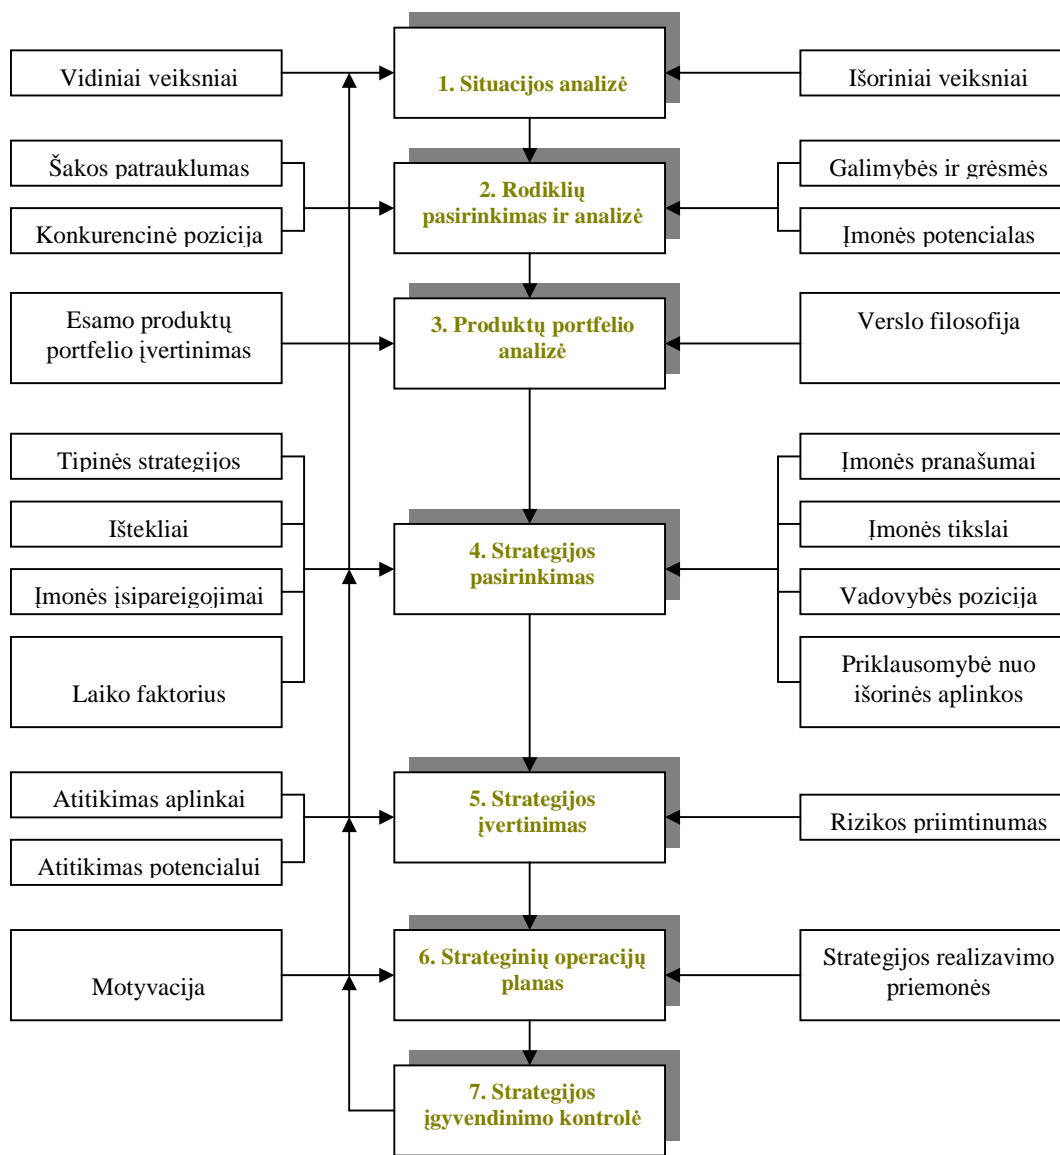 Vidiniai veiksniai
1. Situacijos analizė
Išoriniai veiksniai
Šakos patrauklumas
Konkurencinė pozicija
2. Rodiklių
pasirinkimas ir analizė
Galimybės ir grėsmės
Įmonės potencialas
Esamo produktų
portfelio įvertinimas
3. Produktų portfelio
analizė
Verslo filosofija
Tipinės strategijos
Ištekliai
Įmonės įsipareigojimai
Laiko faktorius
4. Strategijos
pasirinkimas
Įmonės pranašumai
Įmonės tikslai
Vadovybės pozicija
Priklausomybė nuo
išorinės aplinkos
Atitikimas aplinkai
Atitikimas potencialui
5. Strategijos
įvertinimas
Rizikos priimtinumas
Motyvacija
6. Strateginių operacijų
planas
Strategijos realizavimo
priemonės
7. Strategijos
įgyvendinimo kontrolė